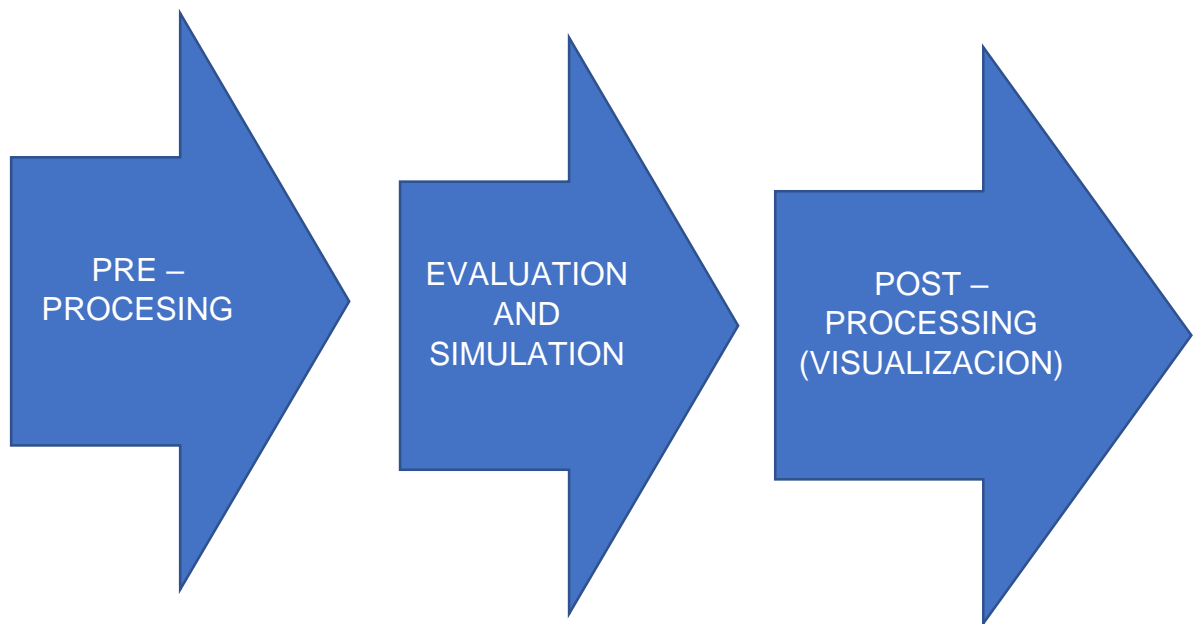 PRE –
PROCESING
EVALUATION
AND
SIMULATION
POST –
PROCESSING
(VISUALIZACION)